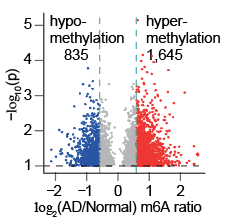 hypo-
methylation
835
hyper-
methylation
1,645
−log₁₀(p)
5
4
3
2
1
−2 −1 0 1 2
log₂(AD/Normal) m6A ratio